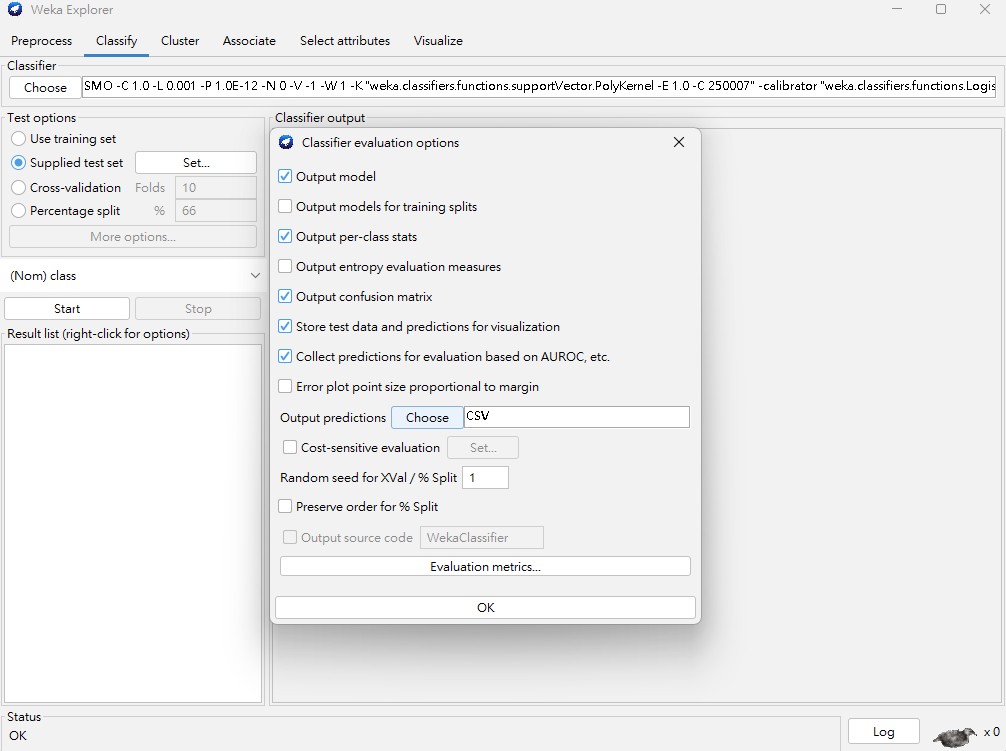 Weka Explorer
Preprocess Classify Cluster Associate Select attributes Visualize
Classifier
Choose SMO -C 1.0 -L 0.001 -P 1.0E-12 -N 0 -V -1 -W 1 -K "weka.classifiers.functions.supportVector.PolyKernel -E 1.0 -C 250007" -calibrator "weka.classifiers.functions.Logis
Test options
Use training set
Supplied test set Set...
Cross-validation Folds 10
Percentage split % 66
More options...
(Nom) class
Start Stop
Result list (right-click for options)
Classifier output
Classifier evaluation options
Output model
Output models for training splits
Output per-class stats
Output entropy evaluation measures
Output confusion matrix
Store test data and predictions for visualization
Collect predictions for evaluation based on AUROC, etc.
Error plot point size proportional to margin
Output predictions Choose CSV
Cost-sensitive evaluation Set...
Random seed for XVal / % Split 1
Preserve order for % Split
Output source code WekaClassifier
Evaluation metrics...
OK
Status
OK
Log x 0